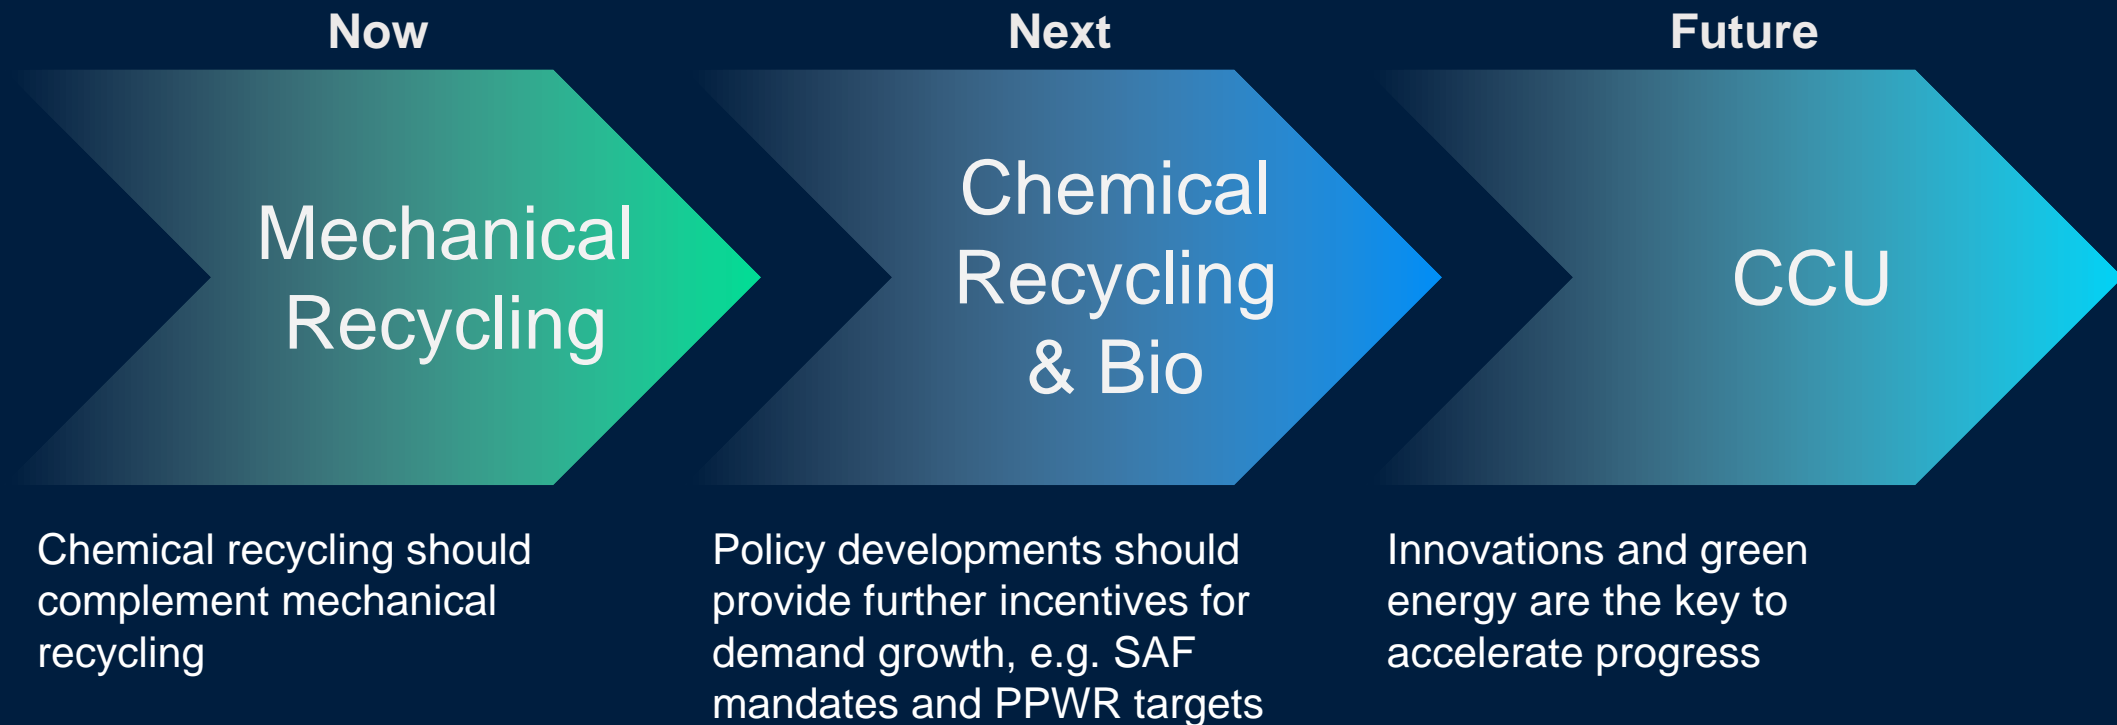 Now
Mechanical
Recycling
Chemical recycling should
complement mechanical
recycling
Next
Chemical
Recycling
& Bio
Policy developments should
provide further incentives for
demand growth, e.g. SAF
mandates and PPWR targets
Future
CCU
Innovations and green
energy are the key to
accelerate progress